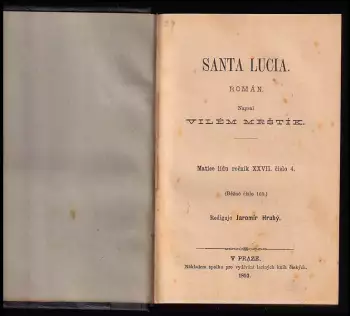 SANTA LUCIA.
ROMÁN.
Napsal
VILÉM MRŠTÍK.
Matice lidu ročník XXVII. číslo 4.
(Běžné číslo 160.)
Rediguje Jaromír Hrubý.
V PRAZE.
Nákladem spolku pro vydávání laciných knih českých.
1893.